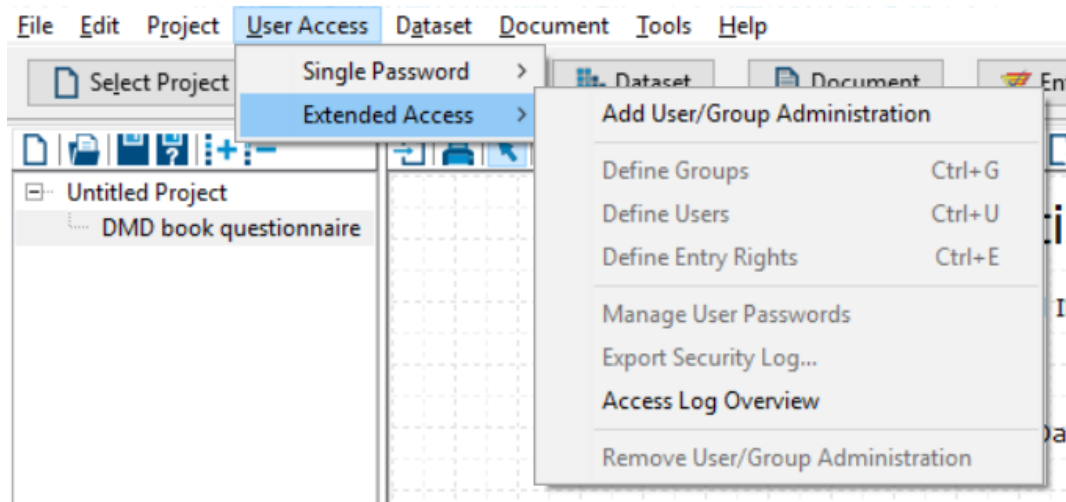 File Edit Project User Access Dataset Document Tools Help
Select Project Dataset Document
Single Password >
Extended Access >
Add User/Group Administration
Define Groups Ctrl+G
Define Users Ctrl+U
Define Entry Rights Ctrl+E
Manage User Passwords
Export Security Log...
Access Log Overview
Remove User/Group Administration
Untitled Project
DMD book questionnaire